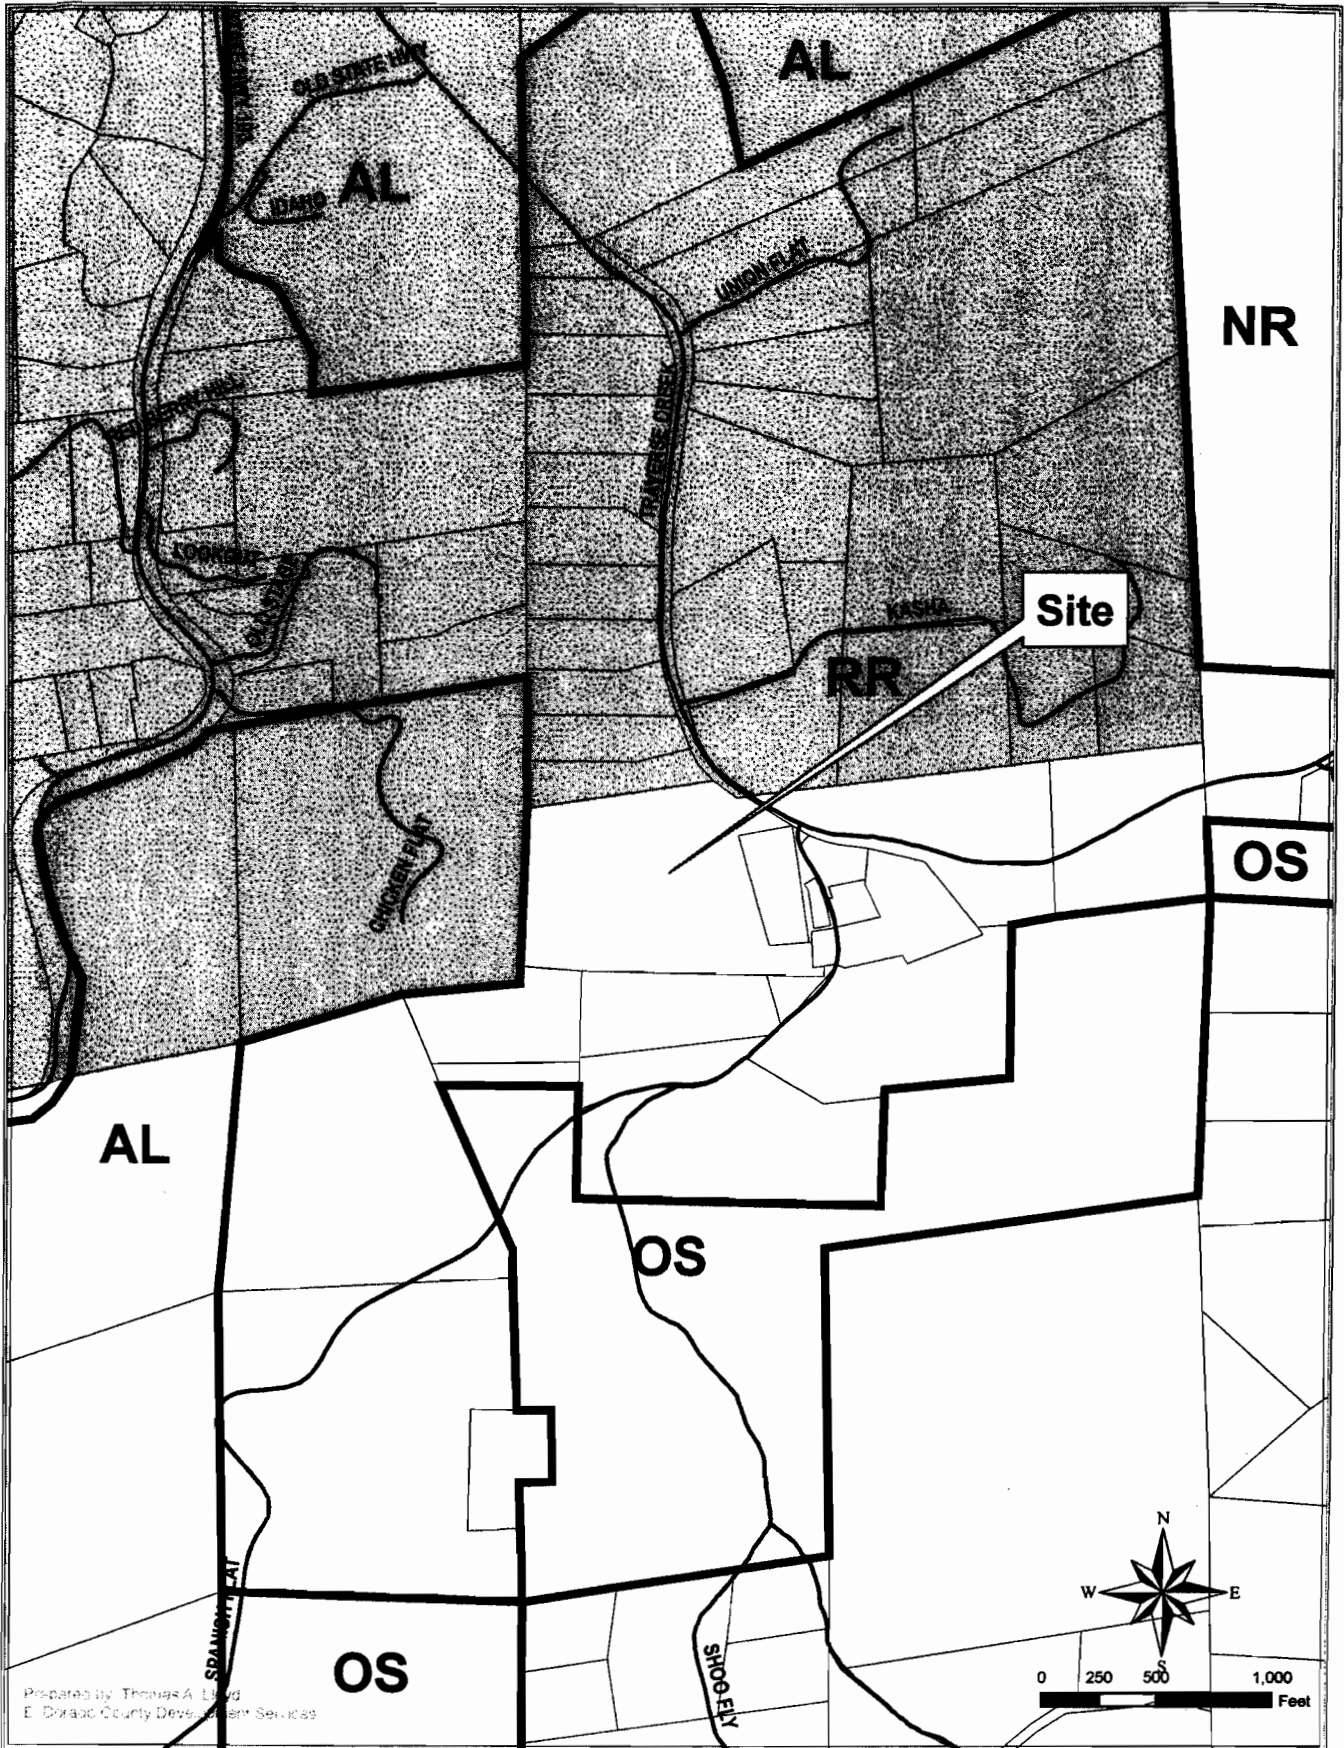 OLD STATE HWY
AL
AL
IDAHO
UNION FLAT
NR
TRAVERSE CREEK
LOOKOUT
KASHA
Site
RR
CHICKEN FLAT
OS
AL
OS
SPANISH FLAT
OS
SHOO FLY
N
W
E
S
0 250 500 1,000
Feet
Prepared by: Thomas A. Lloyd
E. Dorado County Development Services